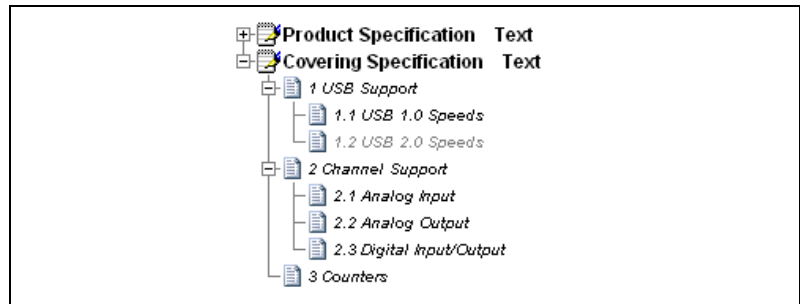 Product Specification Text
Covering Specification Text
1 USB Support
1.1 USB 1.0 Speeds
1.2 USB 2.0 Speeds
2 Channel Support
2.1 Analog Input
2.2 Analog Output
2.3 Digital Input/Output
3 Counters